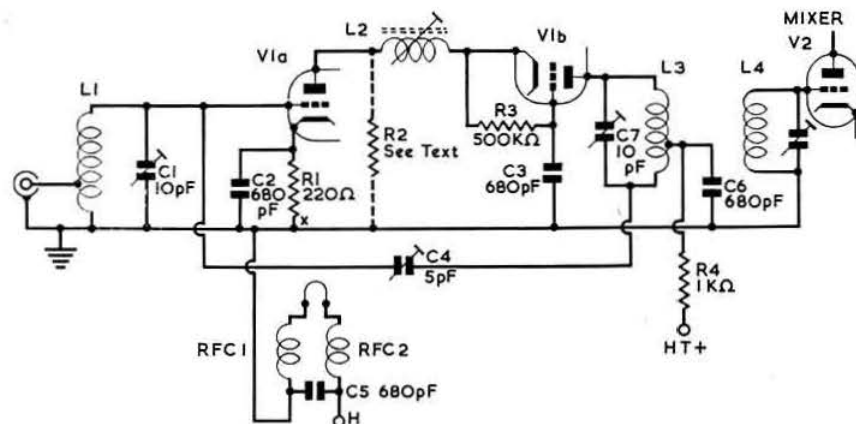 MIXER
V2
L2
V1a
V1b
L3
L4
L1
R3
500KΩ
C7
10
pF
R2
See Text
C1
10pF
C2
680
pF
R1
220Ω
x
C3
680pF
C6
680pF
C4
5pF
R4
1KΩ
RFC1
RFC2
HT+
C5 680pF
H